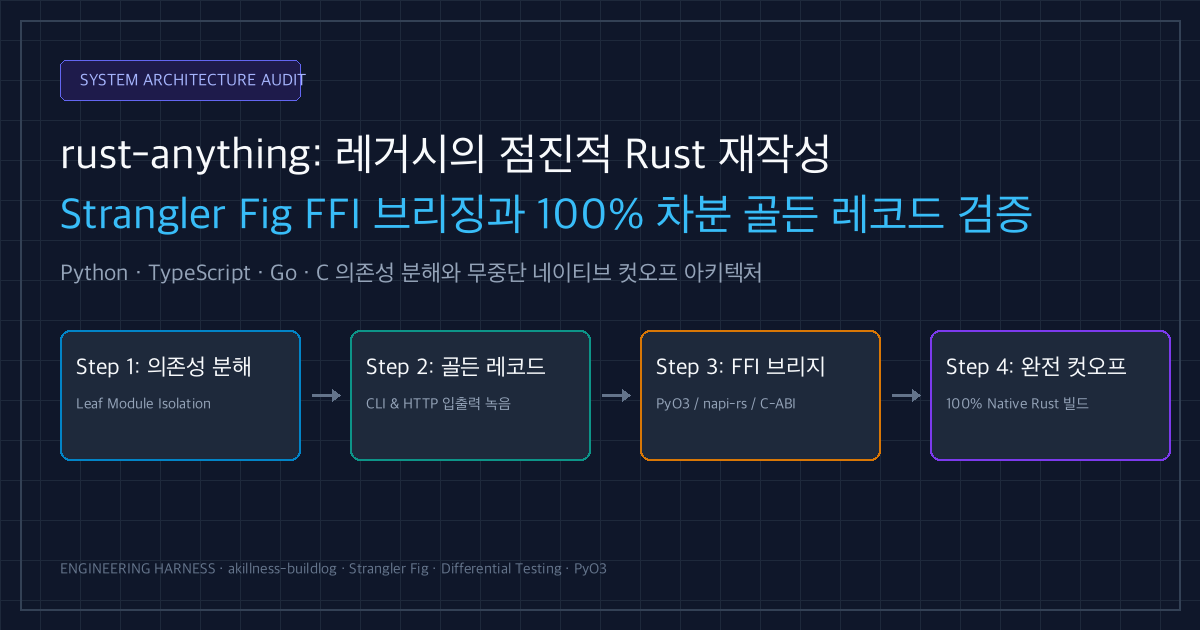 SYSTEM ARCHITECTURE AUDIT
rust-anything: 레거시의 점진적 Rust 재작성
Strangler Fig FFI 브리징과 100% 차분 골든 레코드 검증
Python · TypeScript · Go · C 의존성 분해와 무중단 네이티브 컷오프 아키텍처
Step 1: 의존성 분해
Leaf Module Isolation
Step 2: 골든 레코드
CLI & HTTP 입출력 녹음
Step 3: FFI 브리지
PyO3 / napi-rs / C-ABI
Step 4: 완전 컷오프
100% Native Rust 빌드
ENGINEERING HARNESS · akillness-buildlog · Strangler Fig · Differential Testing · PyO3